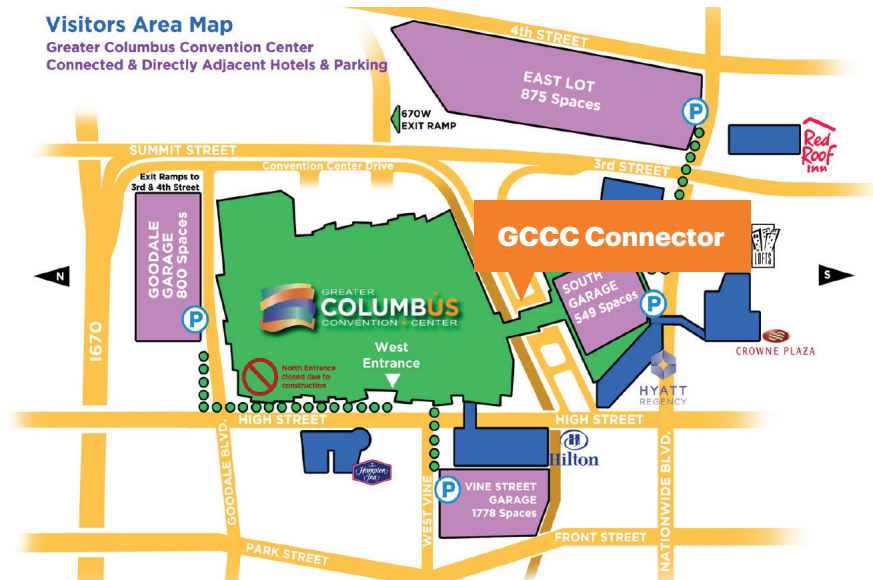 Visitors Area Map
Greater Columbus Convention Center
Connected & Directly Adjacent Hotels & Parking
4th STREET
EAST LOT
875 Spaces
P
670W
EXIT RAMP
Red
Roof
inn
SUMMIT STREET
Convention Center Drive
3rd STREET
Exit Ramps to
3rd & 4th Street
GOODALE
GARAGE
800 Spaces
P
GCCC Connector
LOFTS
N
S
I670
GREATER
COLUMBUS
CONVENTION CENTER
SOUTH
GARAGE
549 Spaces
P
West
Entrance
North Entrance
closed due to
construction
CROWNE PLAZA
HYATT
REGENCY
HIGH STREET
HIGH STREET
GOODALE BLVD.
Hampton
Inn
H
Hilton
WEST VINE
P
VINE STREET
GARAGE
1778 Spaces
NATIONWIDE BLVD.
PARK STREET
FRONT STREET